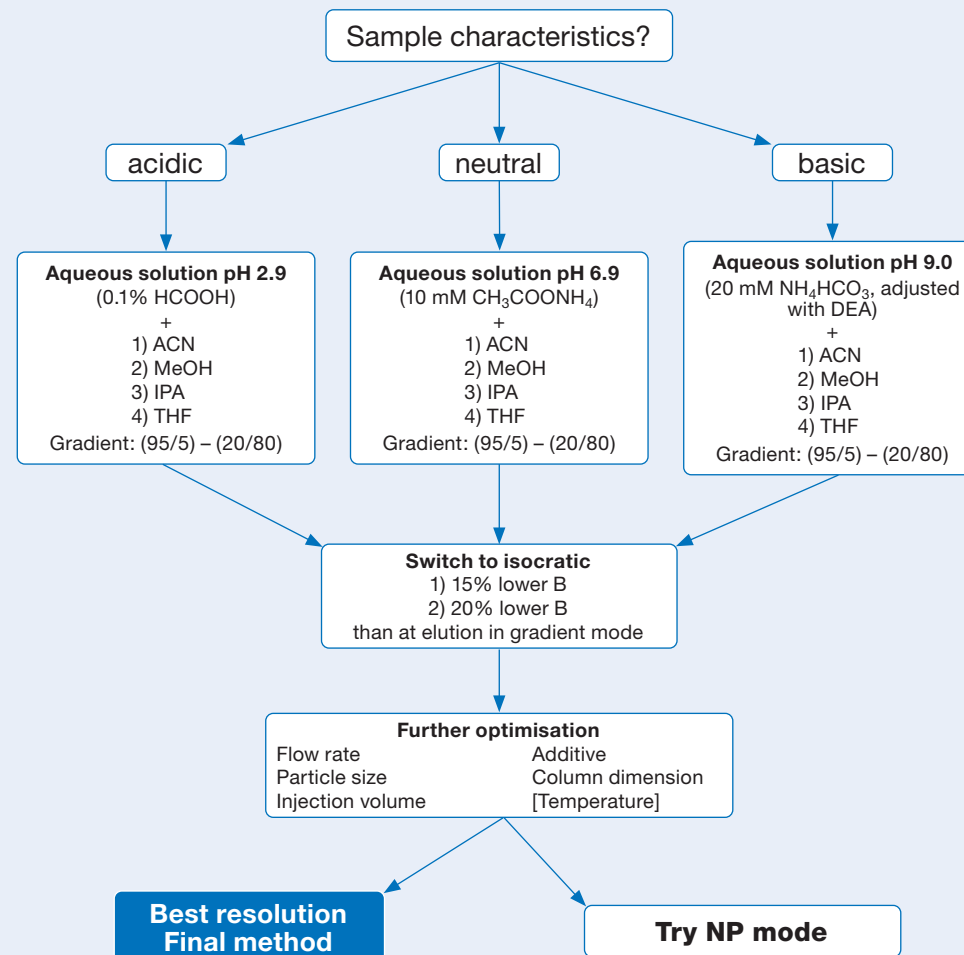 Sample characteristics?
acidic
neutral
basic
Aqueous solution pH 2.9
(0.1% HCOOH)
+
1) ACN
2) MeOH
3) IPA
4) THF
Gradient: (95/5) – (20/80)
Aqueous solution pH 6.9
(10 mM CH₃COONH₄)
+
1) ACN
2) MeOH
3) IPA
4) THF
Gradient: (95/5) – (20/80)
Aqueous solution pH 9.0
(20 mM NH₄HCO₃, adjusted
with DEA)
+
1) ACN
2) MeOH
3) IPA
4) THF
Gradient: (95/5) – (20/80)
Switch to isocratic
1) 15% lower B
2) 20% lower B
than at elution in gradient mode
Further optimisation
Flow rate
Particle size
Injection volume
Additive
Column dimension
[Temperature]
Best resolution
Final method
Try NP mode